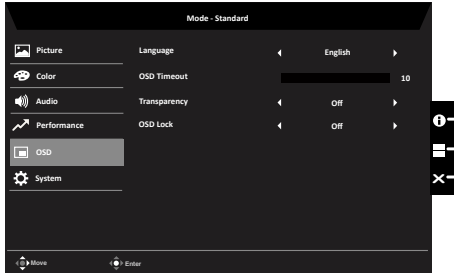 Mode - Standard
Picture
Language
English
Color
OSD Timeout
10
Audio
Transparency
Off
Performance
OSD Lock
Off
OSD
System
Move
Enter